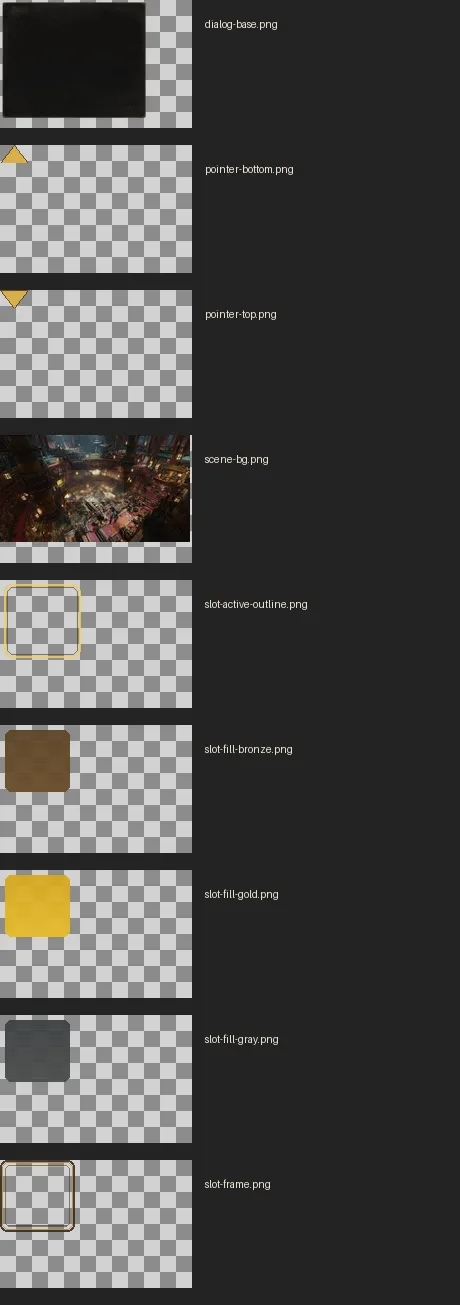 dialog-base.png
pointer-bottom.png
pointer-top.png
scene-bg.png
slot-active-outline.png
slot-fill-bronze.png
slot-fill-gold.png
slot-fill-gray.png
slot-frame.png